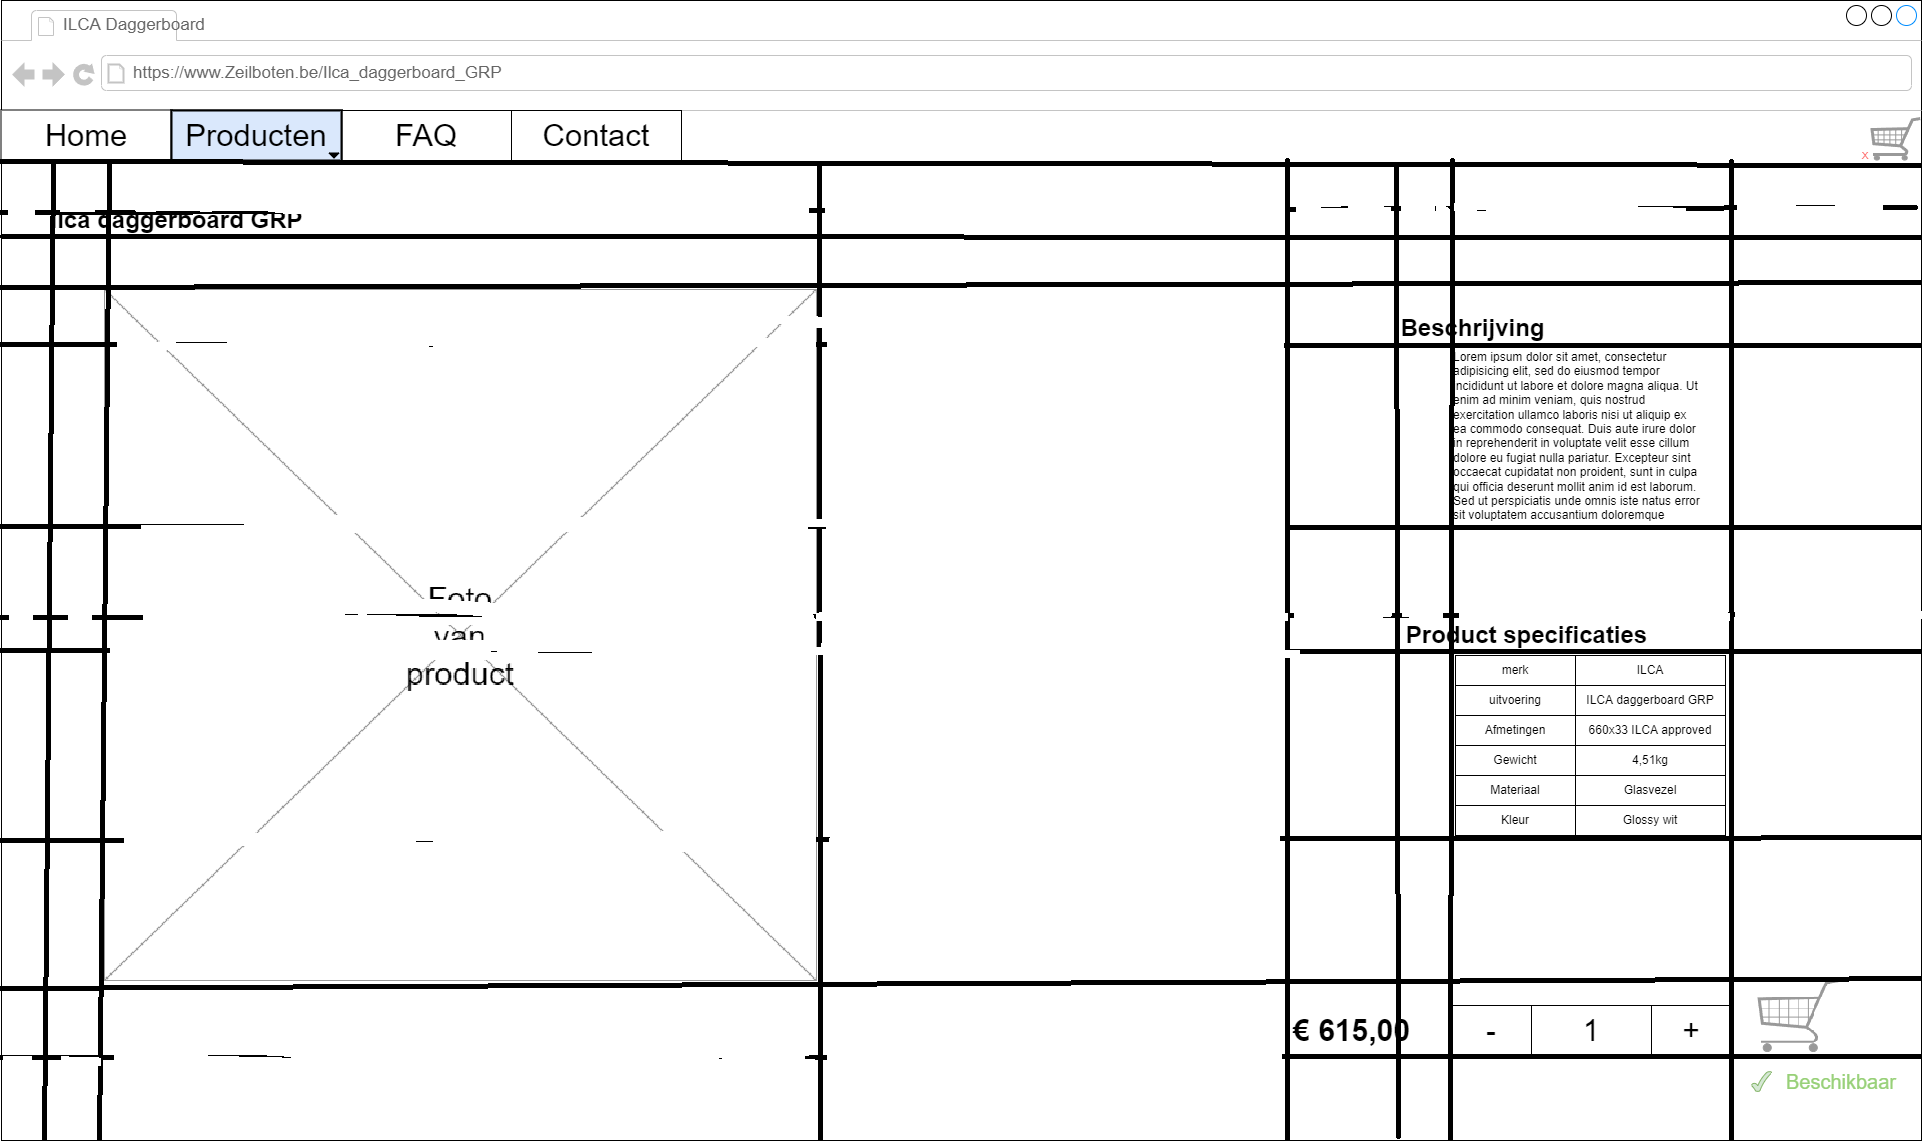 ILCA Daggerboard
https://www.Zeilboten.be/Ilca_daggerboard_GRP
Home
Producten
FAQ
Contact
x
Ilca daggerboard GRP
Foto
van
product
Beschrijving
Lorem ipsum dolor sit amet, consectetur
adipisicing elit, sed do eiusmod tempor
incididunt ut labore et dolore magna aliqua. Ut
enim ad minim veniam, quis nostrud
exercitation ullamco laboris nisi ut aliquip ex
ea commodo consequat. Duis aute irure dolor
in reprehenderit in voluptate velit esse cillum
dolore eu fugiat nulla pariatur. Excepteur sint
occaecat cupidatat non proident, sunt in culpa
qui officia deserunt mollit anim id est laborum.
Sed ut perspiciatis unde omnis iste natus error
sit voluptatem accusantium doloremque
Product specificaties
merk ILCA
uitvoering ILCA daggerboard GRP
Afmetingen 660x33 ILCA approved
Gewicht 4,51kg
Materiaal Glasvezel
Kleur Glossy wit
€ 615,00
- 1 +
Beschikbaar